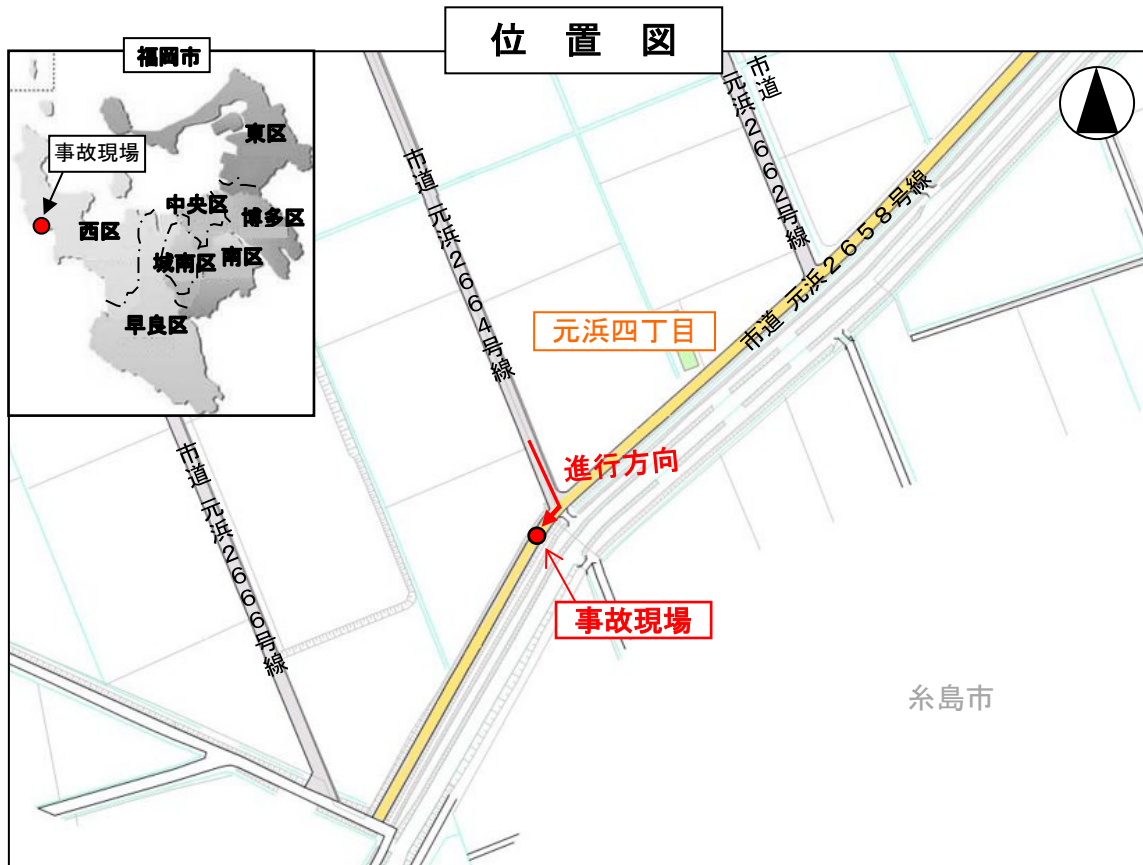 位置図
福岡市
事故現場
東区
中央区
博多区
西区
城南区
南区
早良区
市道 元浜2664号線
市道
元浜2662号線
市道 元浜2658号線
元浜四丁目
進行方向
市道 元浜2666号線
事故現場
糸島市